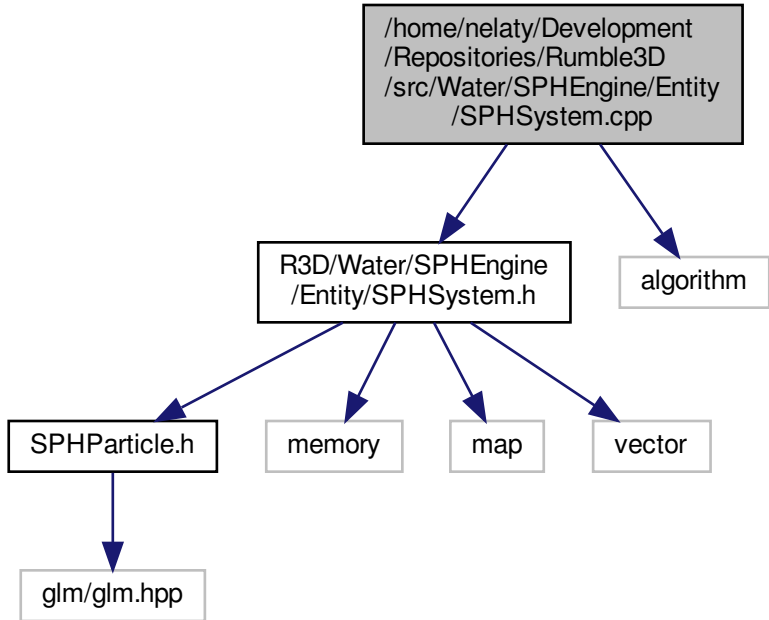 /home/nelaty/Development
/Repositories/Rumble3D
/src/Water/SPHEngine/Entity
/SPHSystem.cpp
R3D/Water/SPHEngine
/Entity/SPHSystem.h
algorithm
SPHParticle.h
memory
map
vector
glm/glm.hpp